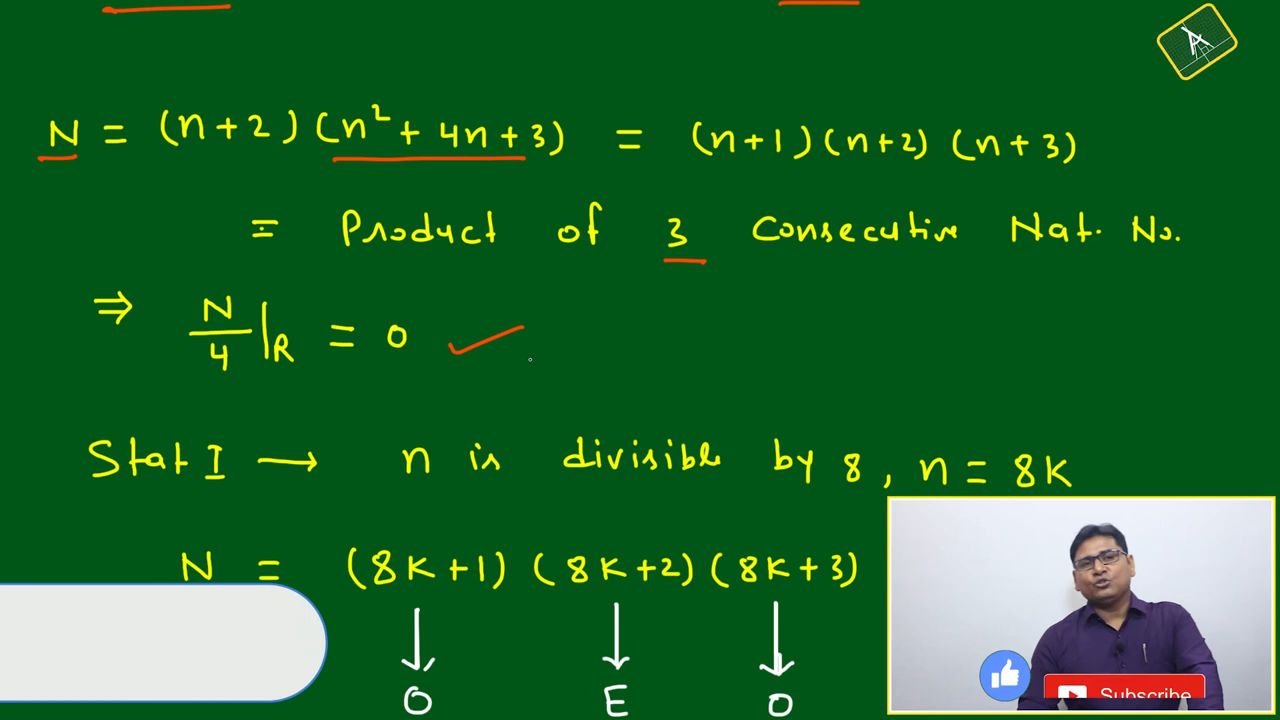 N = (n+2)(n²+4n+3) = (n+1)(n+2)(n+3)
= Product of 3 Consecutive Nat. No.
⇒ N/4|R = 0 ✓
Stat I → n is divisible by 8, n = 8K
N = (8K+1)(8K+2)(8K+3)
↓ ↓ ↓
O E O
Subscribe